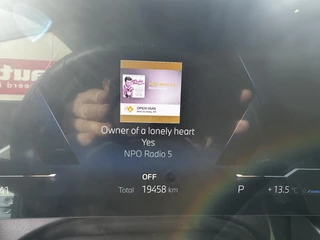 Owner of a lonely heart
Yes
NPO Radio 5
OFF
Total 19458 km
P
+13.5 °C